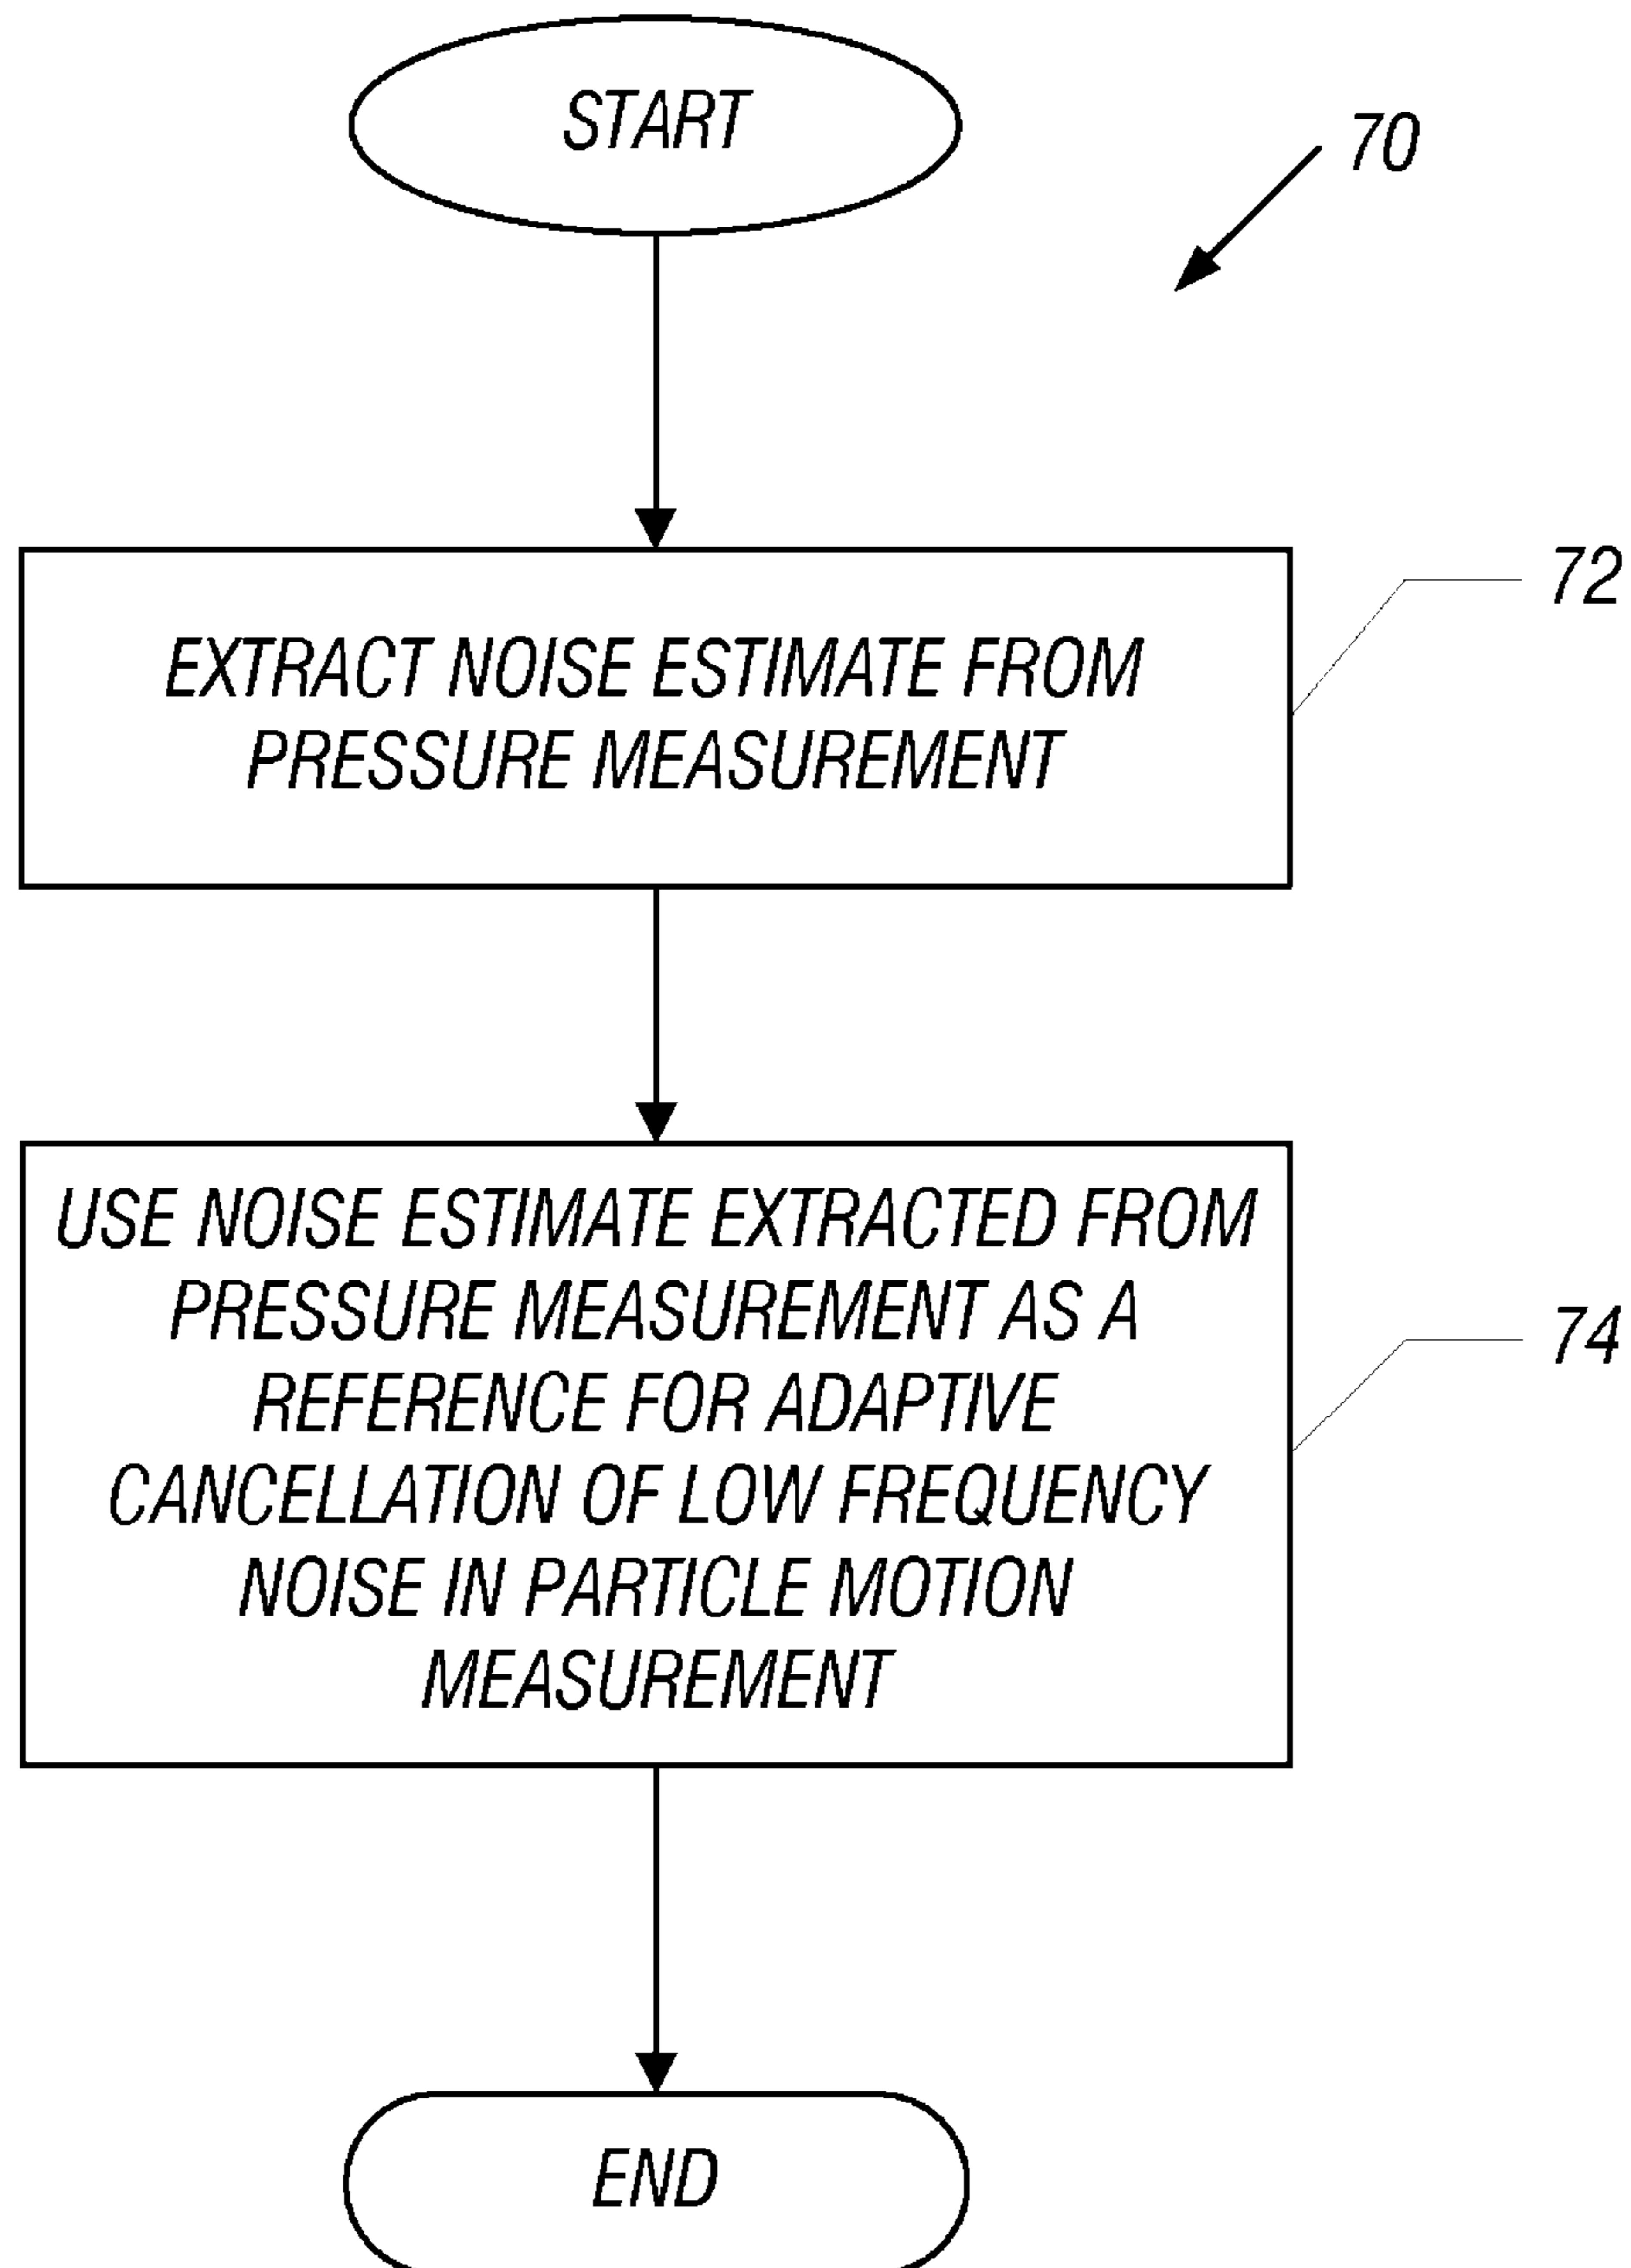 START
70
EXTRACT NOISE ESTIMATE FROM
PRESSURE MEASUREMENT
72
USE NOISE ESTIMATE EXTRACTED FROM
PRESSURE MEASUREMENT AS A
REFERENCE FOR ADAPTIVE
CANCELLATION OF LOW FREQUENCY
NOISE IN PARTICLE MOTION
MEASUREMENT
74
END